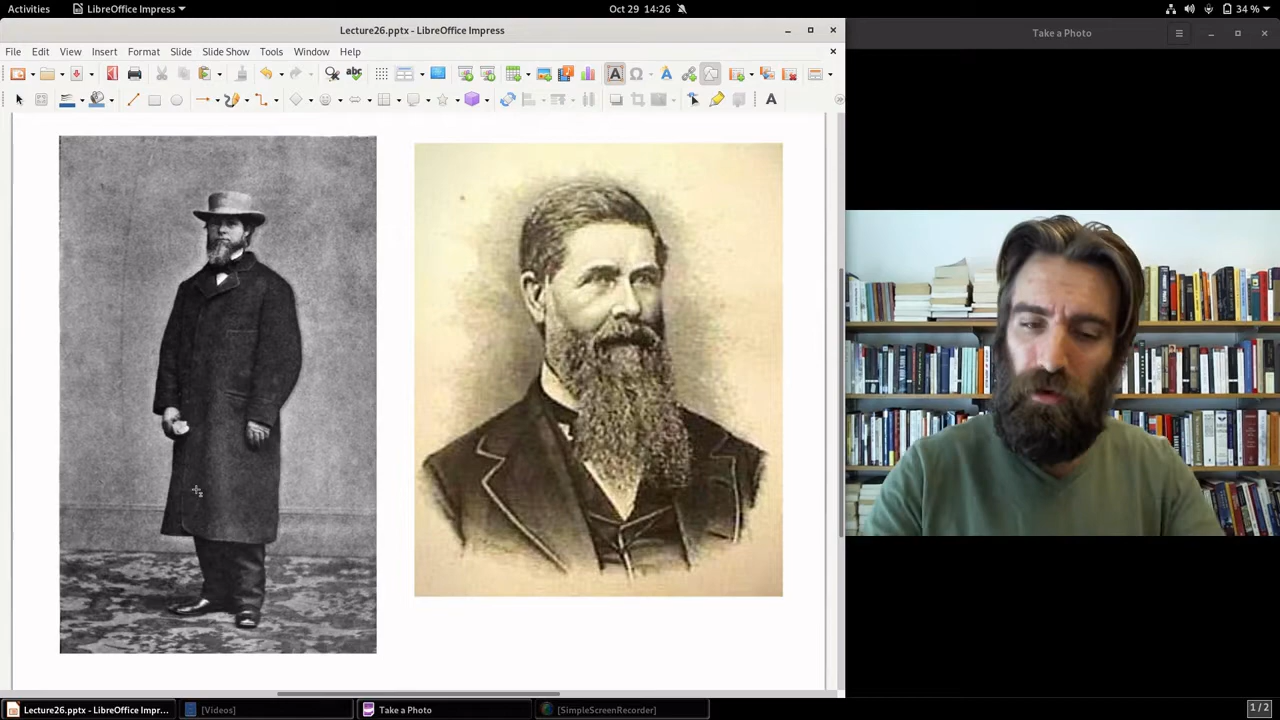 Activities
LibreOffice Impress
Oct 29 14:26
34 %
Lecture26.pptx - LibreOffice Impress
Take a Photo
File Edit View Insert Format Slide Slide Show Tools Window Help
abc
Lecture26.pptx - LibreOffice Impr...
[Videos]
Take a Photo
[SimpleScreenRecorder]
1 / 2